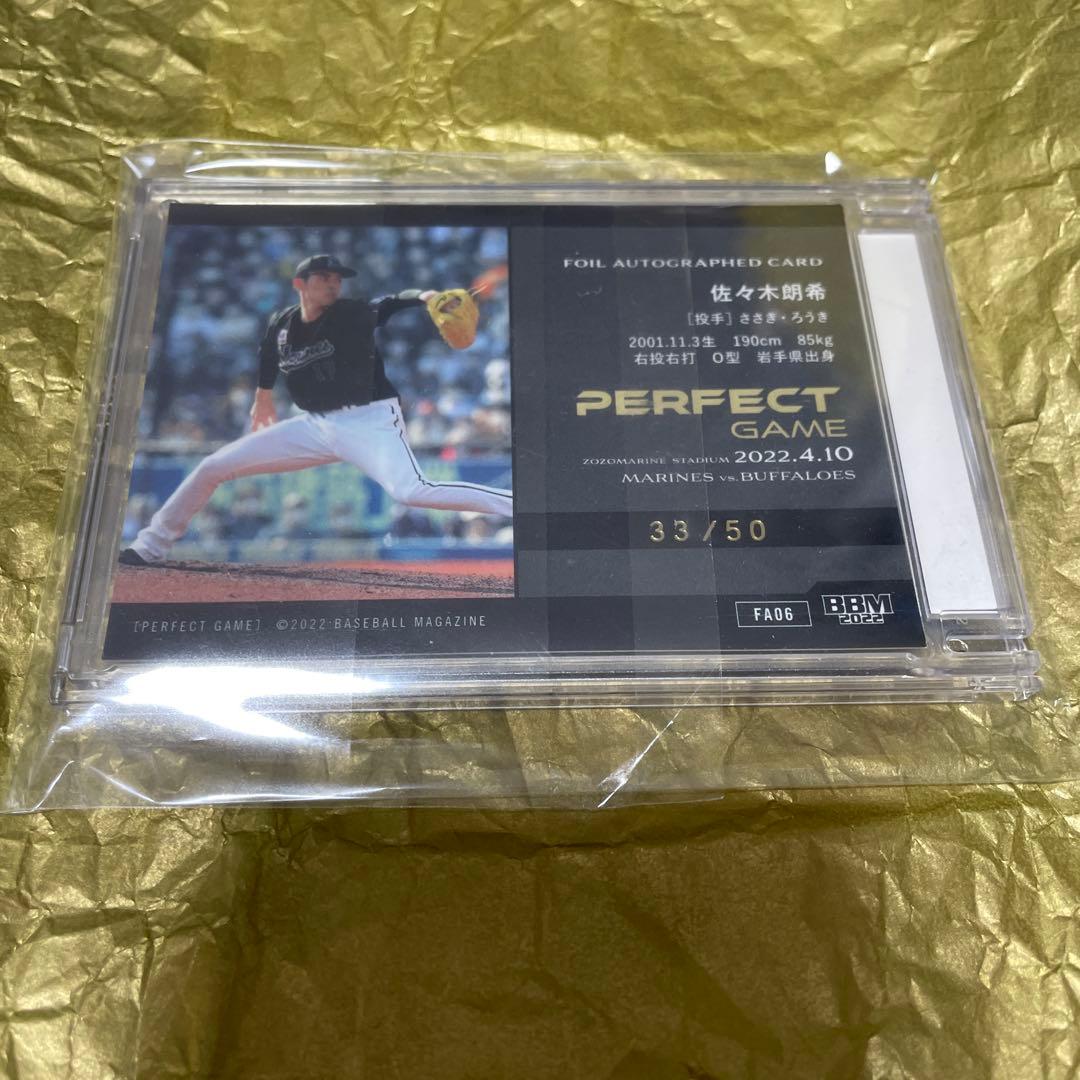 FOIL AUTOGRAPHED CARD
佐々木朗希
[投手] ささき・ろうき
2001.11.3生 190cm 85kg
右投右打 O型 岩手県出身
PERFECT
GAME
ZOZOMARINE STADIUM 2022.4.10
MARINES vs. BUFFALOES
33/50
[PERFECT GAME] ©2022 BASEBALL MAGAZINE
FA06
BBM
2022